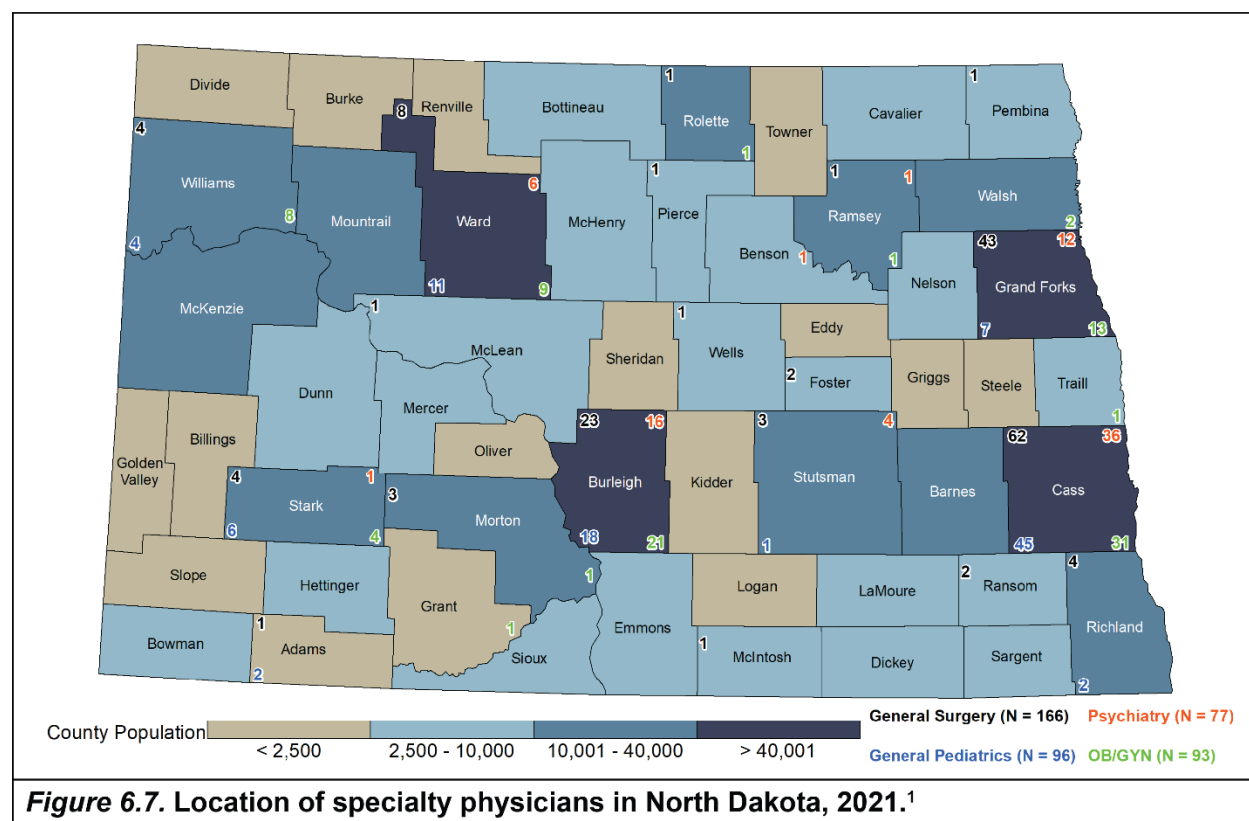 Divide
Burke
Renville
Bottineau
1
Rolette
1
Towner
Cavalier
1
Pembina
4
Williams
8
4
Mountrail
8
Ward
6
11
9
McHenry
1
Pierce
Benson
1
1
Ramsey
1
1
Walsh
2
McKenzie
Nelson
43
12
Grand Forks
7
13
1
McLean
Sheridan
1
Wells
Eddy
2
Foster
Griggs
Steele
Traill
1
Dunn
Mercer
Oliver
Golden
Valley
Billings
4
1
Stark
6
4
3
Morton
1
23
16
Burleigh
18
21
Kidder
3
4
Stutsman
1
Barnes
62
36
Cass
45
31
Slope
Hettinger
Grant
1
Sioux
Emmons
Logan
LaMoure
2
Ransom
4
Richland
2
Bowman
1
Adams
2
1
McIntosh
Dickey
Sargent
County Population
< 2,500
2,500 - 10,000
10,001 - 40,000
> 40,001
General Surgery (N = 166)
Psychiatry (N = 77)
General Pediatrics (N = 96)
OB/GYN (N = 93)
Figure 6.7. Location of specialty physicians in North Dakota, 2021.¹